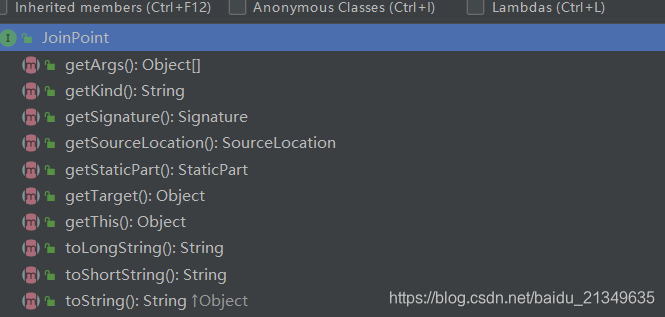 Inherited members (Ctrl+F12) Anonymous Classes (Ctrl+I) Lambdas (Ctrl+L)
I JoinPoint
m getArgs(): Object[]
m getKind(): String
m getSignature(): Signature
m getSourceLocation(): SourceLocation
m getStaticPart(): StaticPart
m getTarget(): Object
m getThis(): Object
m toLongString(): String
m toShortString(): String
m toString(): String ↑Object
https://blog.csdn.net/baidu_21349635